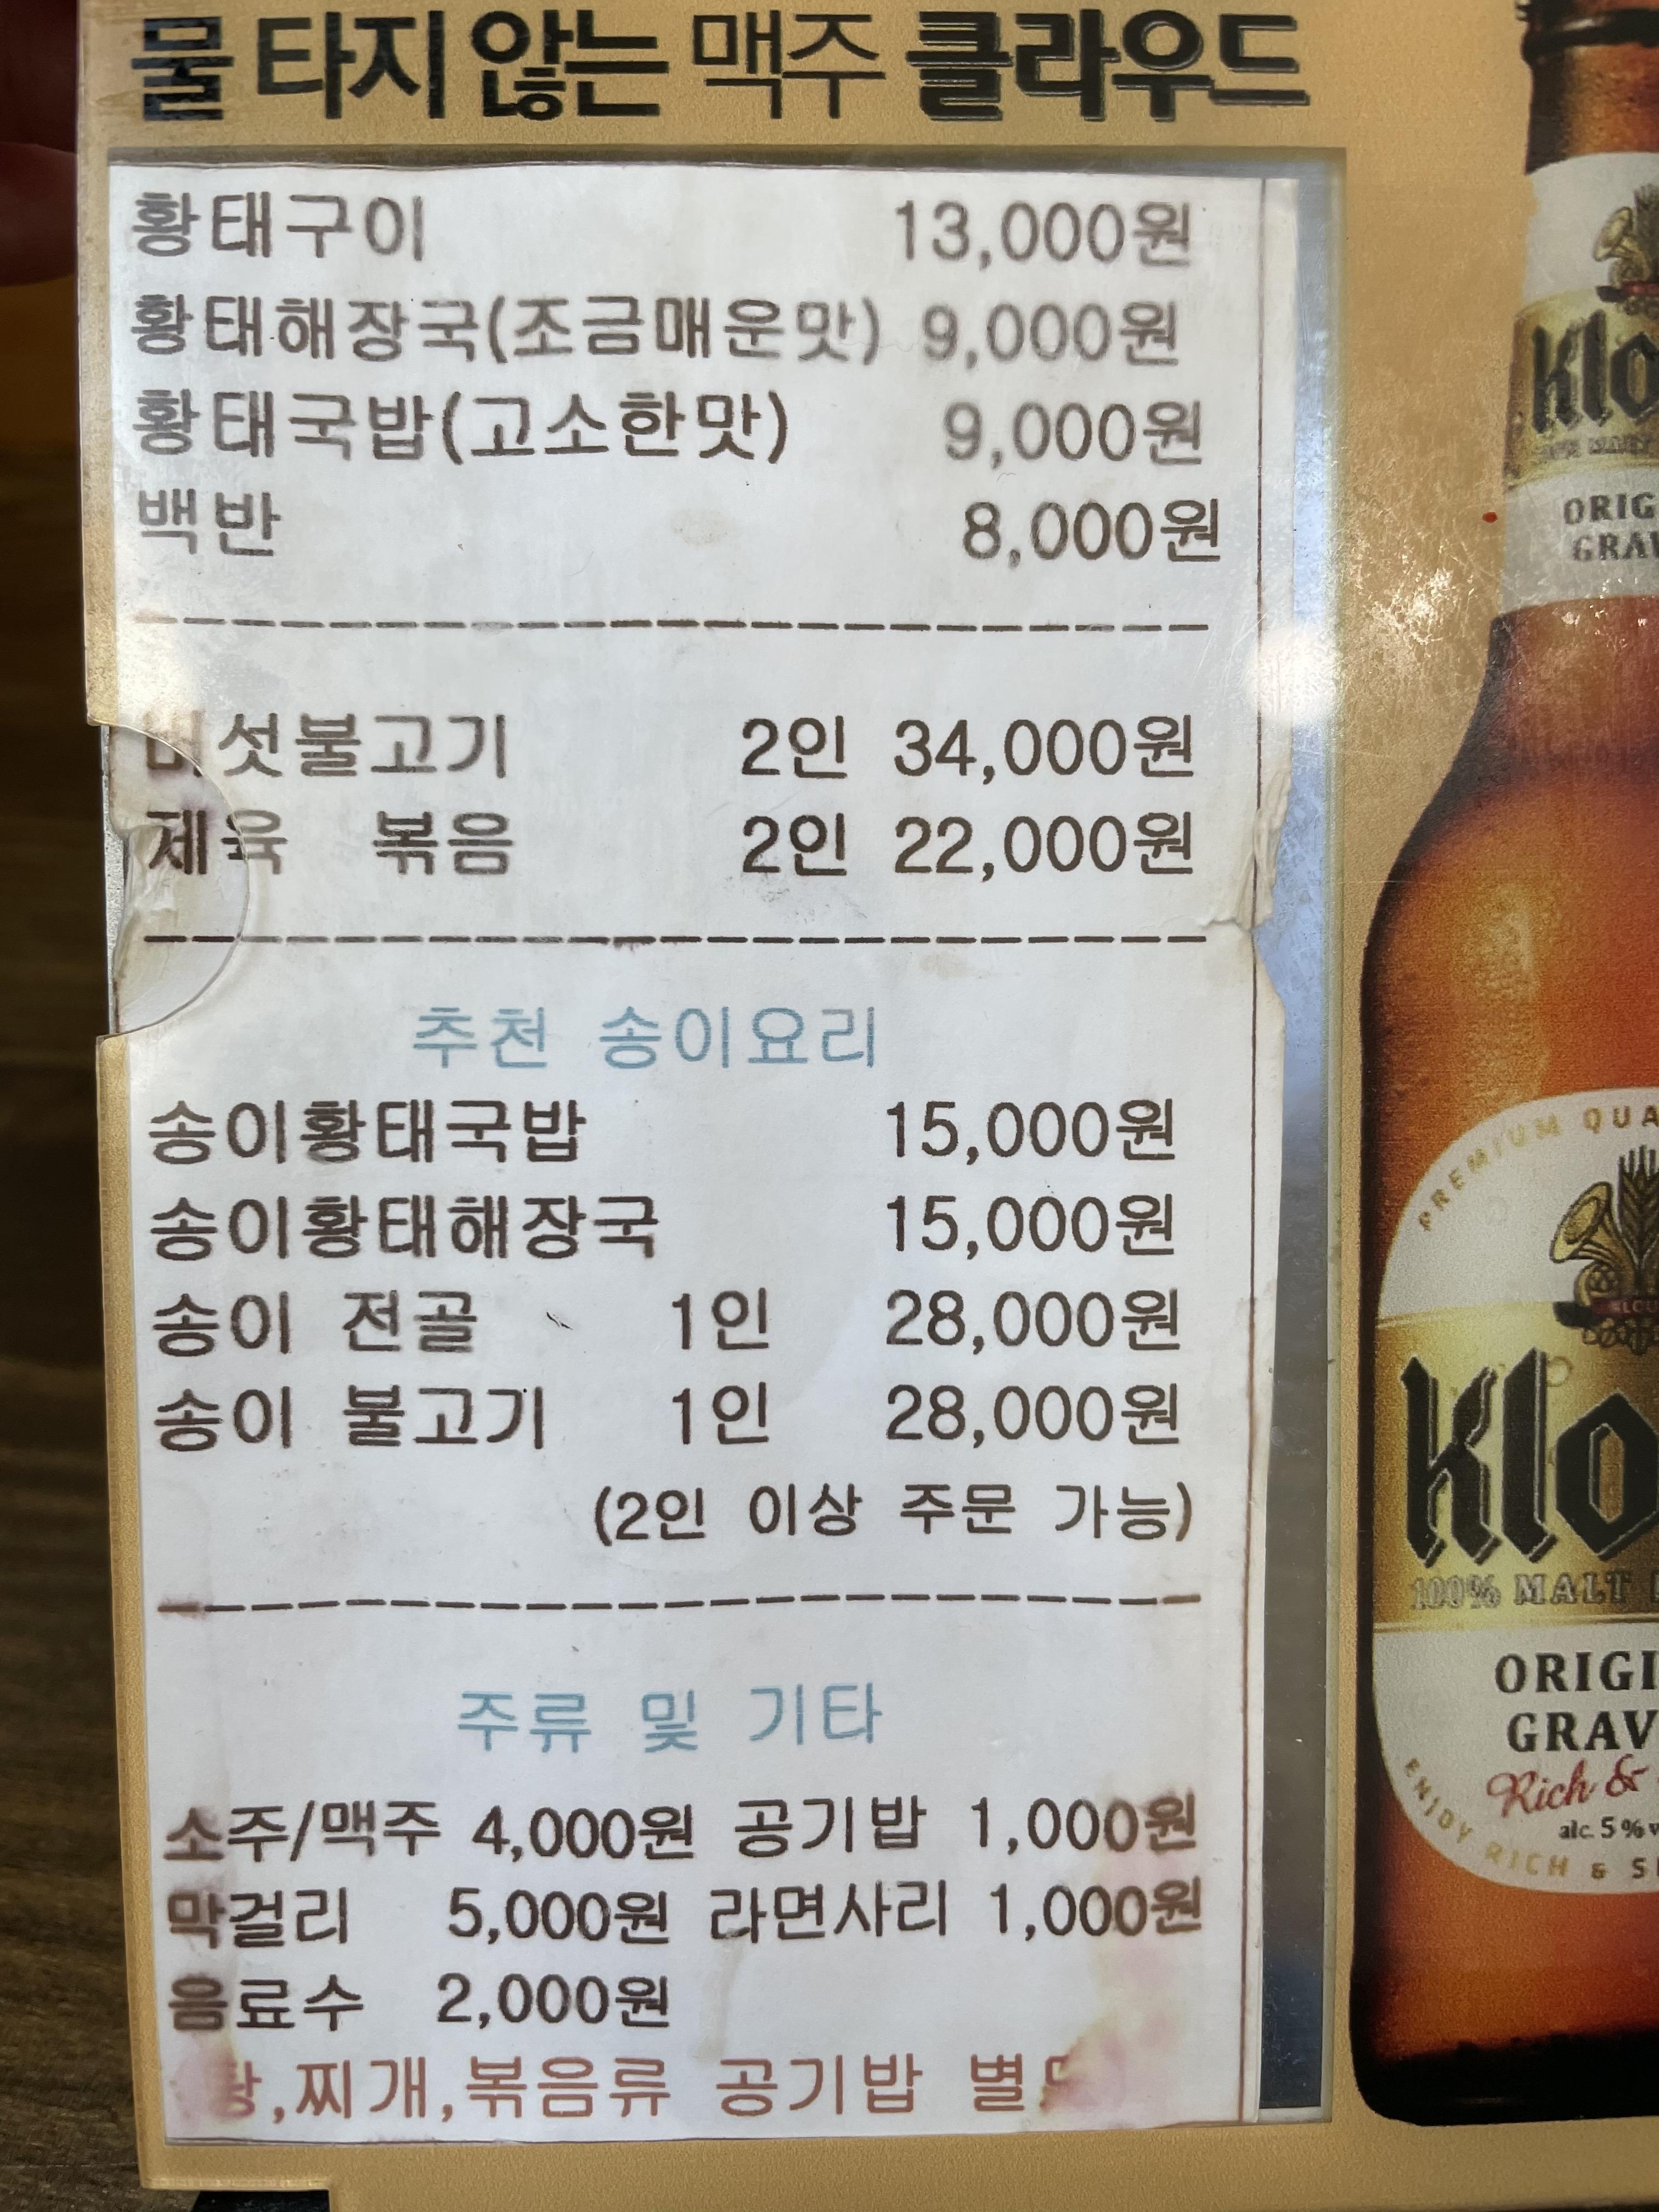 물 타지 않는 맥주 클라우드
황태구이 13,000원
황태해장국(조금매운맛) 9,000원
황태국밥(고소한맛) 9,000원
백반 8,000원
버섯불고기 2인 34,000원
제육 볶음 2인 22,000원
추천 송이요리
송이황태국밥 15,000원
송이황태해장국 15,000원
송이 전골 1인 28,000원
송이 불고기 1인 28,000원
(2인 이상 주문 가능)
주류 및 기타
소주/맥주 4,000원 공기밥 1,000원
막걸리 5,000원 라면사리 1,000원
음료수 2,000원
탕,찌개,볶음류 공기밥 별도
Klo
ORIG
GRAV
PREMIUM QUA
Klo
100% MALT
ORIGI
GRAV
Rich &
alc. 5%
ENJOY RICH & S